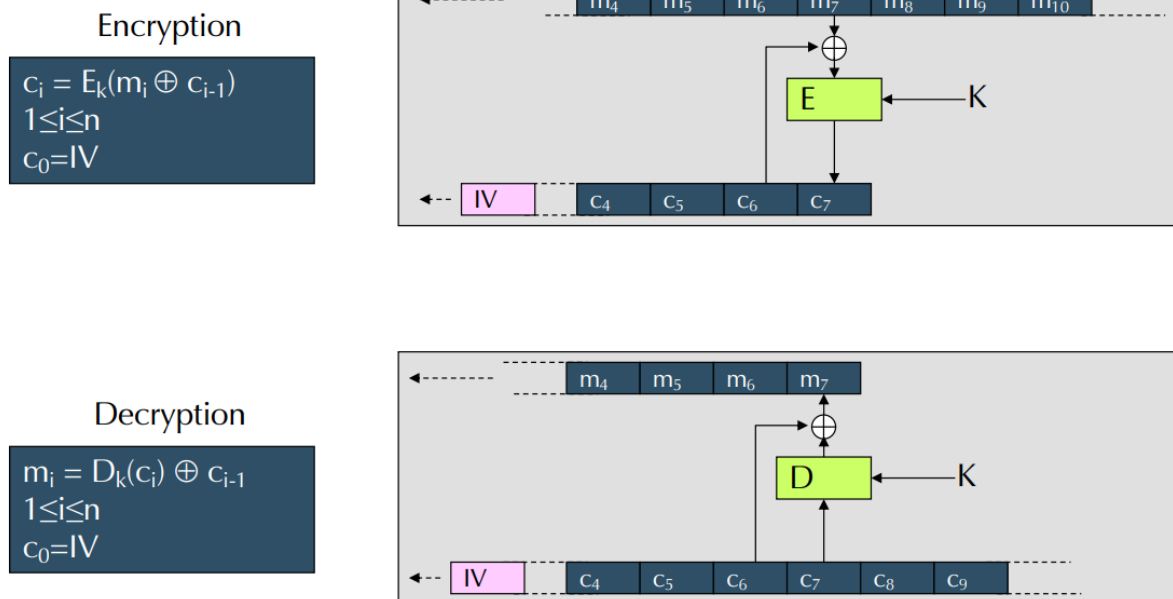 m₄ m₅ m₆ m₇ m₈ m₉ m₁₀
Encryption
cᵢ = Eₖ(mᵢ ⊕ cᵢ₋₁)
1≤i≤n
c₀=IV
E
K
IV c₄ c₅ c₆ c₇
m₄ m₅ m₆ m₇
Decryption
mᵢ = Dₖ(cᵢ) ⊕ cᵢ₋₁
1≤i≤n
c₀=IV
D
K
IV c₄ c₅ c₆ c₇ c₈ c₉